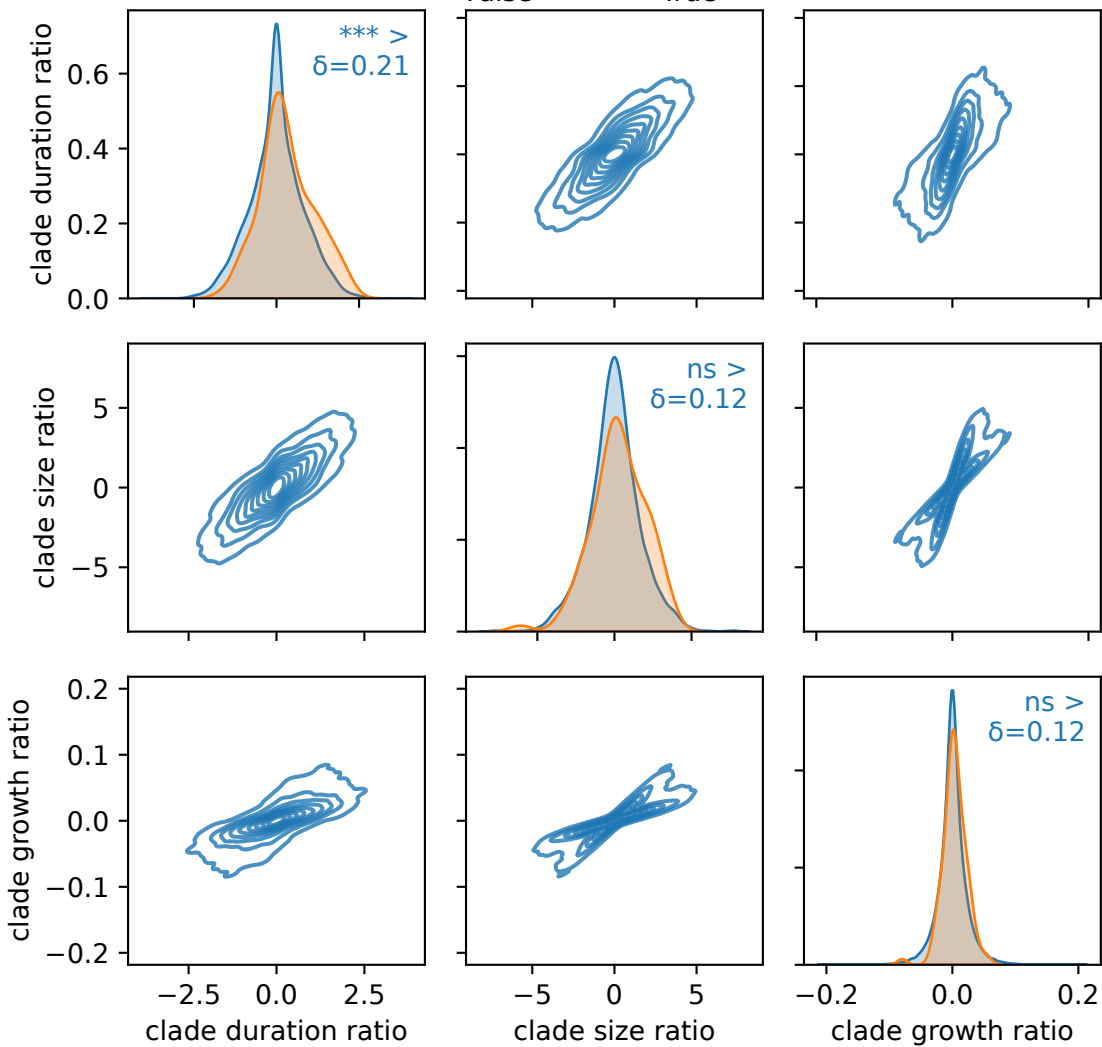 *** >
δ=0.21
clade duration ratio
0.6
0.4
0.2
0.0
ns >
δ=0.12
clade size ratio
5
0
−5
ns >
δ=0.12
clade growth ratio
0.2
0.1
0.0
−0.1
−0.2
−2.5 0.0 2.5
−5 0 5
−0.2 0.0 0.2
clade duration ratio
clade size ratio
clade growth ratio